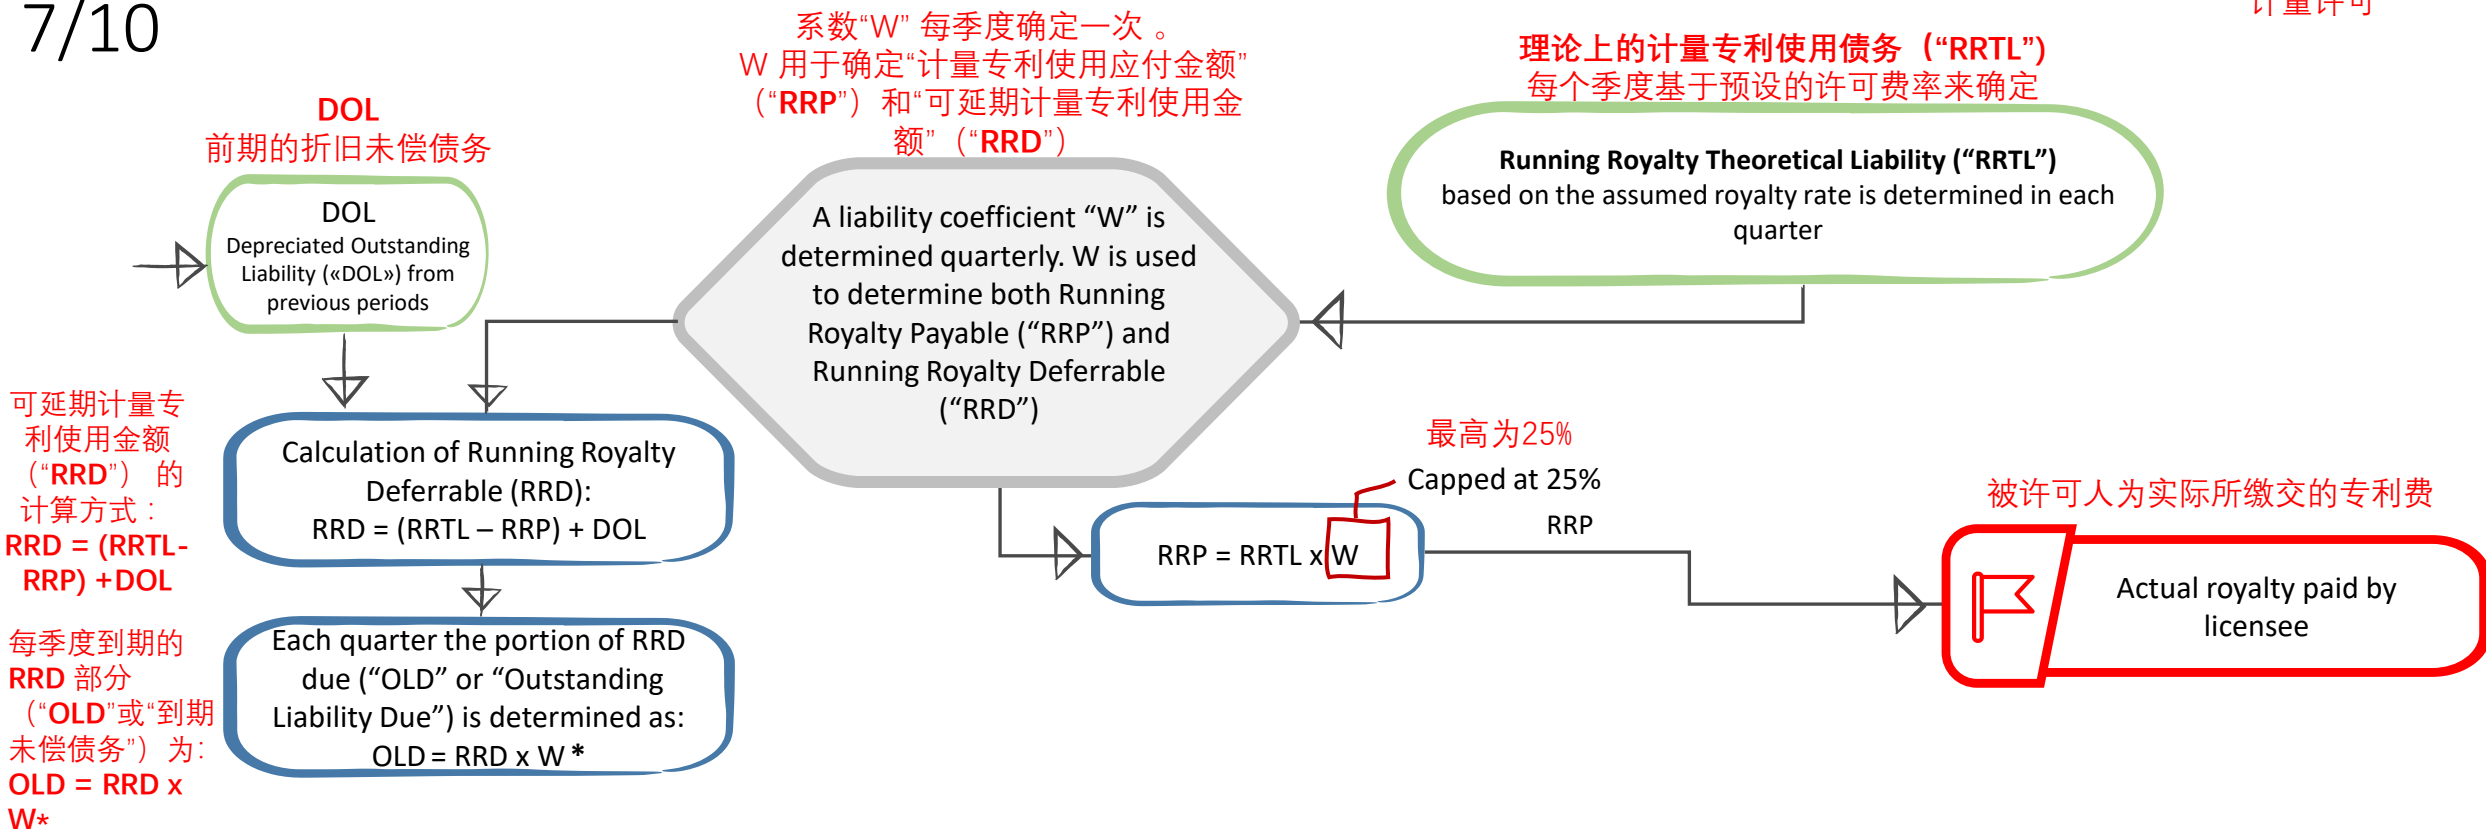 7/10
系数“W” 每季度确定一次 。
W 用于确定“计量专利使用应付金额”
（“RRP”）和“可延期计量专利使用金
额”（“RRD”）
计量许可
理论上的计量专利使用债务（“RRTL”)
每个季度基于预设的许可费率来确定
DOL
前期的折旧未偿债务
DOL
Depreciated Outstanding
Liability («DOL») from
previous periods
A liability coefficient “W” is
determined quarterly. W is used
to determine both Running
Royalty Payable (“RRP”) and
Running Royalty Deferrable
(“RRD”)
Running Royalty Theoretical Liability (“RRTL”)
based on the assumed royalty rate is determined in each
quarter
可延期计量专
利使用金额
（“RRD”） 的
计算方式：
RRD = (RRTL-
RRP) +DOL
Calculation of Running Royalty
Deferrable (RRD):
RRD = (RRTL – RRP) + DOL
最高为25%
Capped at 25%
RRP = RRTL x W
RRP
被许可人为实际所缴交的专利费
Actual royalty paid by
licensee
每季度到期的
RRD 部分
（“OLD”或“到期
未偿债务”）为：
OLD = RRD x
W*
Each quarter the portion of RRD
due (“OLD” or “Outstanding
Liability Due”) is determined as:
OLD = RRD x W *